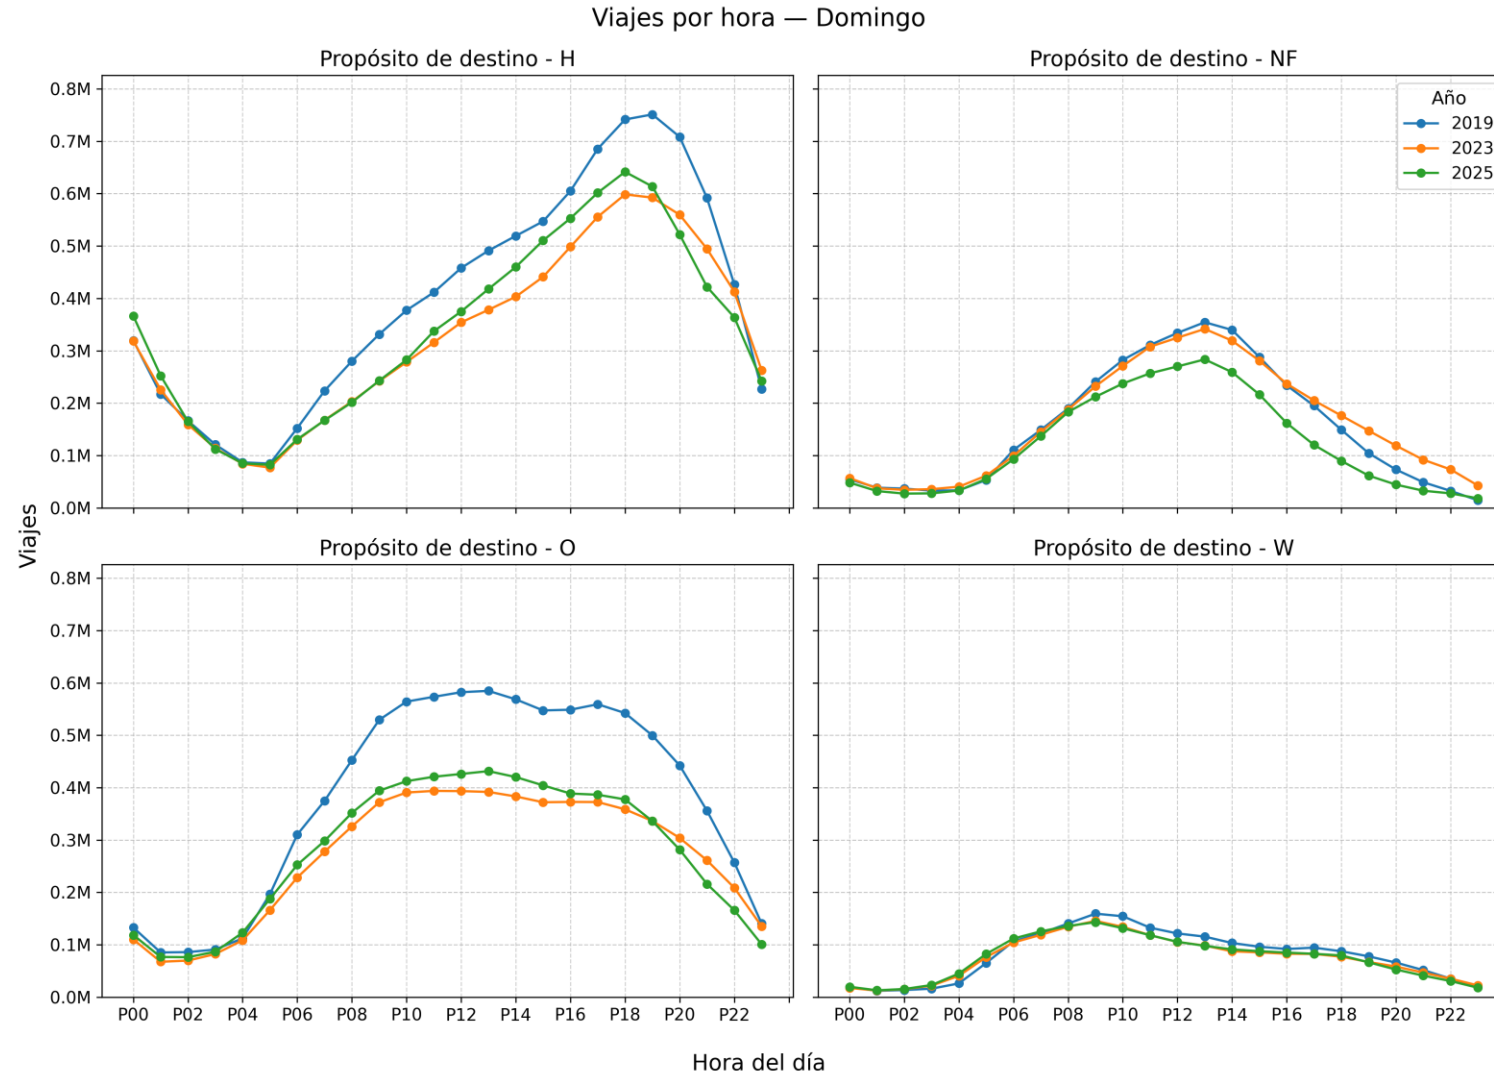 Viajes por hora — Domingo
Propósito de destino - H
0.8M
0.7M
0.6M
0.5M
0.4M
0.3M
0.2M
0.1M
0.0M
Propósito de destino - NF
Año
2019
2023
2025
Viajes
Propósito de destino - O
0.8M
0.7M
0.6M
0.5M
0.4M
0.3M
0.2M
0.1M
0.0M
P00 P02 P04 P06 P08 P10 P12 P14 P16 P18 P20 P22
Propósito de destino - W
P00 P02 P04 P06 P08 P10 P12 P14 P16 P18 P20 P22
Hora del día